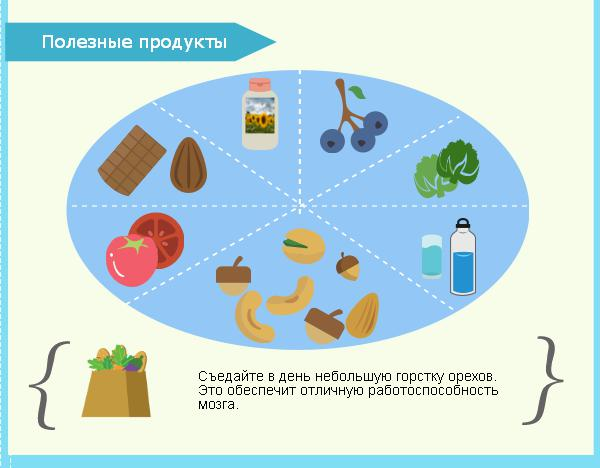 Полезные продукты
Съедайте в день небольшую горстку орехов.
Это обеспечит отличную работоспособность
мозга.